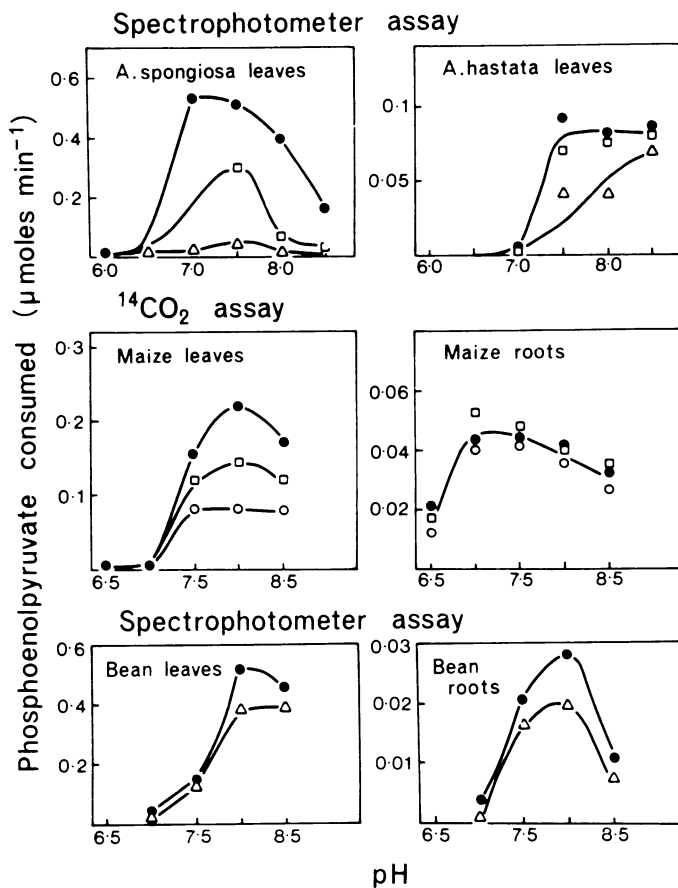 Spectrophotometer assay
Phosphoenolpyruvate consumed (μmoles min⁻¹)
A.spongiosa leaves
0·6
0·4
0·2
6·0
7·0
8·0
A.hastata leaves
0·1
0·05
6·0
7·0
8·0
¹⁴CO₂ assay
Maize leaves
0·3
0·2
0·1
6·5
7·5
8·5
Maize roots
0·06
0·04
0·02
6·5
7·5
8·5
Spectrophotometer assay
Bean leaves
0·6
0·4
0·2
6·5
7·5
8·5
Bean
roots
0·03
0·02
0·01
6·5
7·5
8·5
pH